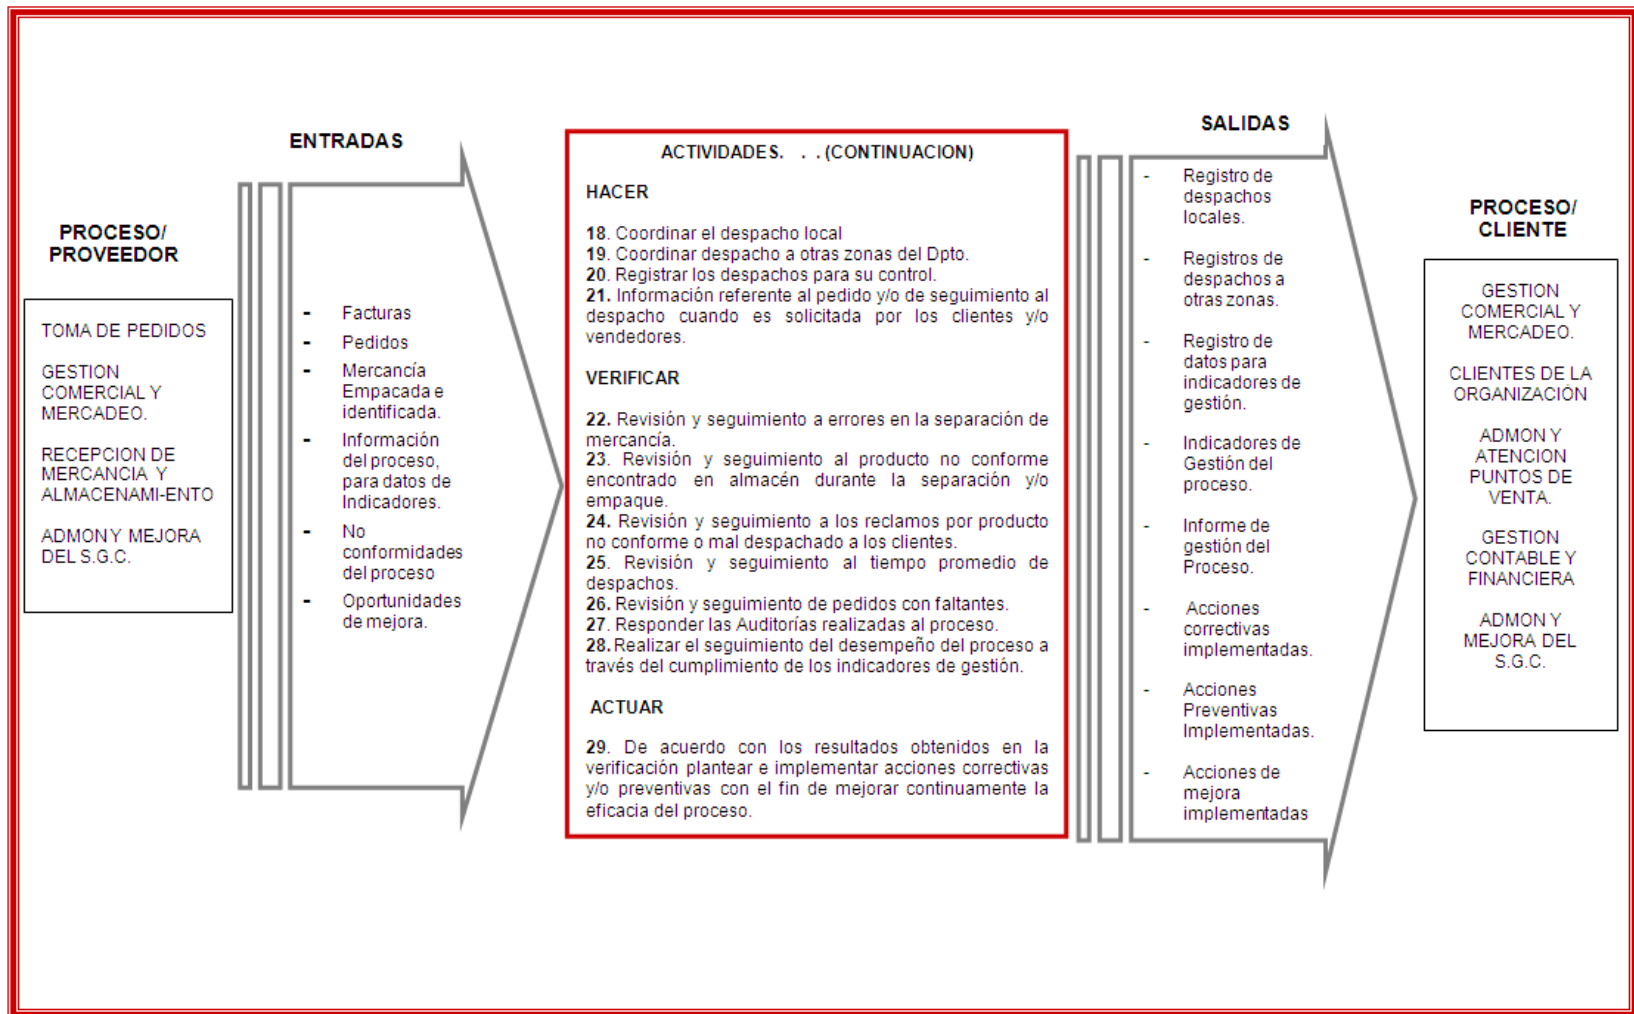 PROCESO/
PROVEEDOR
TOMA DE PEDIDOS
GESTION
COMERCIAL Y
MERCADEO.
RECEPCION DE
MERCANCIA Y
ALMACENAMI-ENTO
ADMON Y MEJORA
DEL S.G.C.
ENTRADAS
- Facturas
- Pedidos
- Mercancía
Empacada e
identificada.
- Información
del proceso,
para datos de
Indicadores.
- No
conformidades
del proceso
- Oportunidades
de mejora.
ACTIVIDADES. . . (CONTINUACION)
HACER
18. Coordinar el despacho local
19. Coordinar despacho a otras zonas del Dpto.
20. Registrar los despachos para su control.
21. Información referente al pedido y/o de seguimiento al
despacho cuando es solicitada por los clientes y/o
vendedores.
VERIFICAR
22. Revisión y seguimiento a errores en la separación de
mercancía.
23. Revisión y seguimiento al producto no conforme
encontrado en almacén durante la separación y/o
empaque.
24. Revisión y seguimiento a los reclamos por producto
no conforme o mal despachado a los clientes.
25. Revisión y seguimiento al tiempo promedio de
despachos.
26. Revisión y seguimiento de pedidos con faltantes.
27. Responder las Auditorías realizadas al proceso.
28. Realizar el seguimiento del desempeño del proceso a
través del cumplimiento de los indicadores de gestión.
ACTUAR
29. De acuerdo con los resultados obtenidos en la
verificación plantear e implementar acciones correctivas
y/o preventivas con el fin de mejorar continuamente la
eficacia del proceso.
SALIDAS
- Registro de
despachos
locales.
- Registros de
despachos a
otras zonas.
- Registro de
datos para
indicadores de
gestión.
- Indicadores de
Gestión del
proceso.
- Informe de
gestión del
Proceso.
- Acciones
correctivas
implementadas.
- Acciones
Preventivas
Implementadas.
- Acciones de
mejora
implementadas
PROCESO/
CLIENTE
GESTION
COMERCIAL Y
MERCADEO.
CLIENTES DE LA
ORGANIZACIÓN
ADMON Y
ATENCION
PUNTOS DE
VENTA.
GESTION
CONTABLE Y
FINANCIERA
ADMON Y
MEJORA DEL
S.G.C.